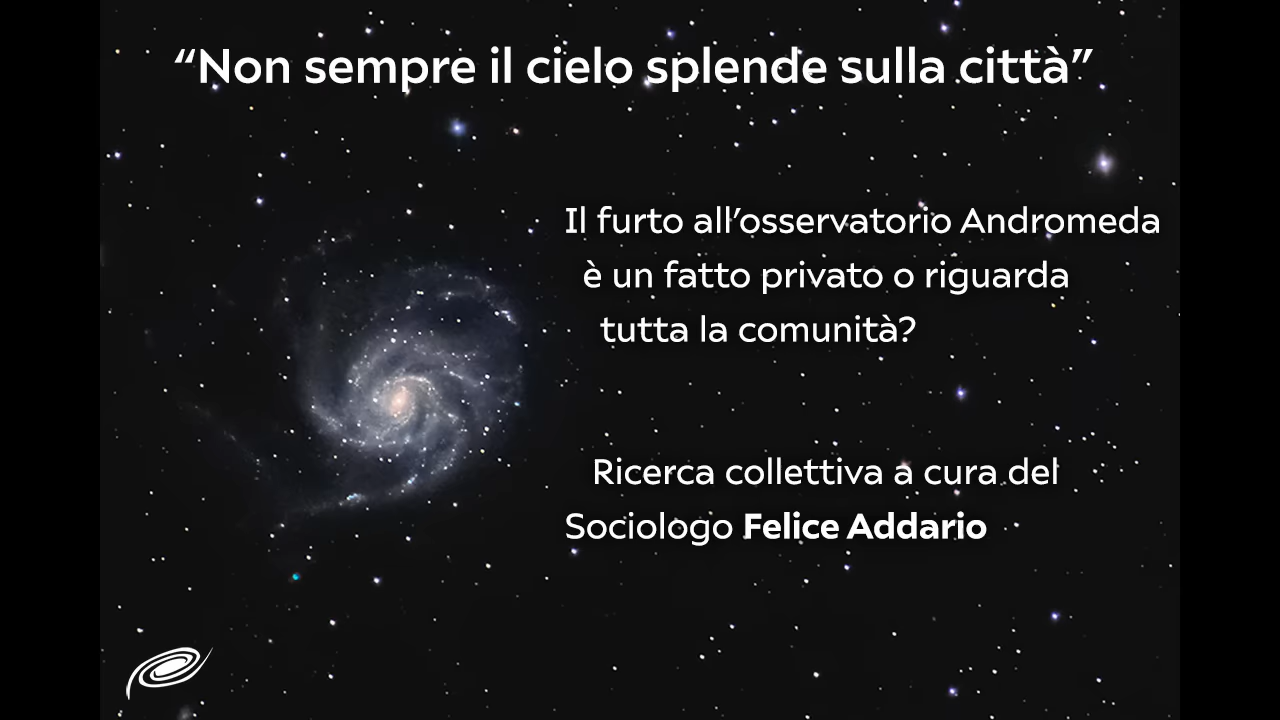 “Non sempre il cielo splende sulla città”
Il furto all’osservatorio Andromeda
è un fatto privato o riguarda
tutta la comunità?
Ricerca collettiva a cura del
Sociologo Felice Addario